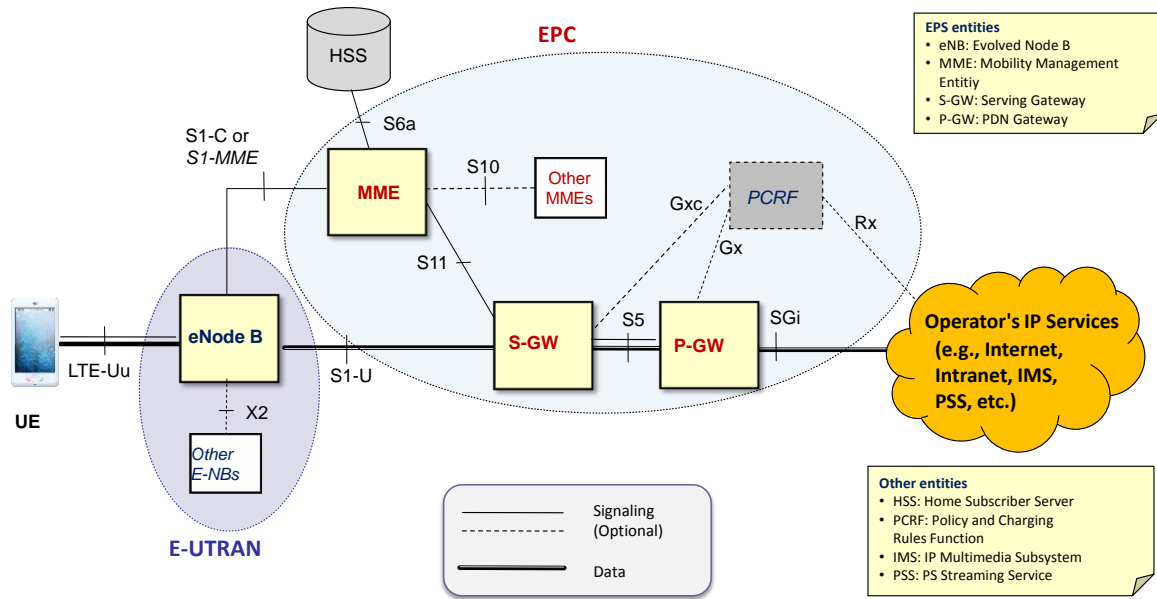 HSS
EPC
EPS entities
• eNB: Evolved Node B
• MME: Mobility Management
Entitiy
• S-GW: Serving Gateway
• P-GW: PDN Gateway
S6a
S1-C or
S1-MME
MME
S10
Other
MMEs
PCRF
Gxc
Gx
Rx
S11
eNode B
S-GW
S5
P-GW
SGi
Operator's IP Services
(e.g., Internet,
Intranet, IMS,
PSS, etc.)
LTE-Uu
S1-U
UE
X2
Other
E-NBs
E-UTRAN
Signaling
(Optional)
Data
Other entities
• HSS: Home Subscriber Server
• PCRF: Policy and Charging
Rules Function
• IMS: IP Multimedia Subsystem
• PSS: PS Streaming Service